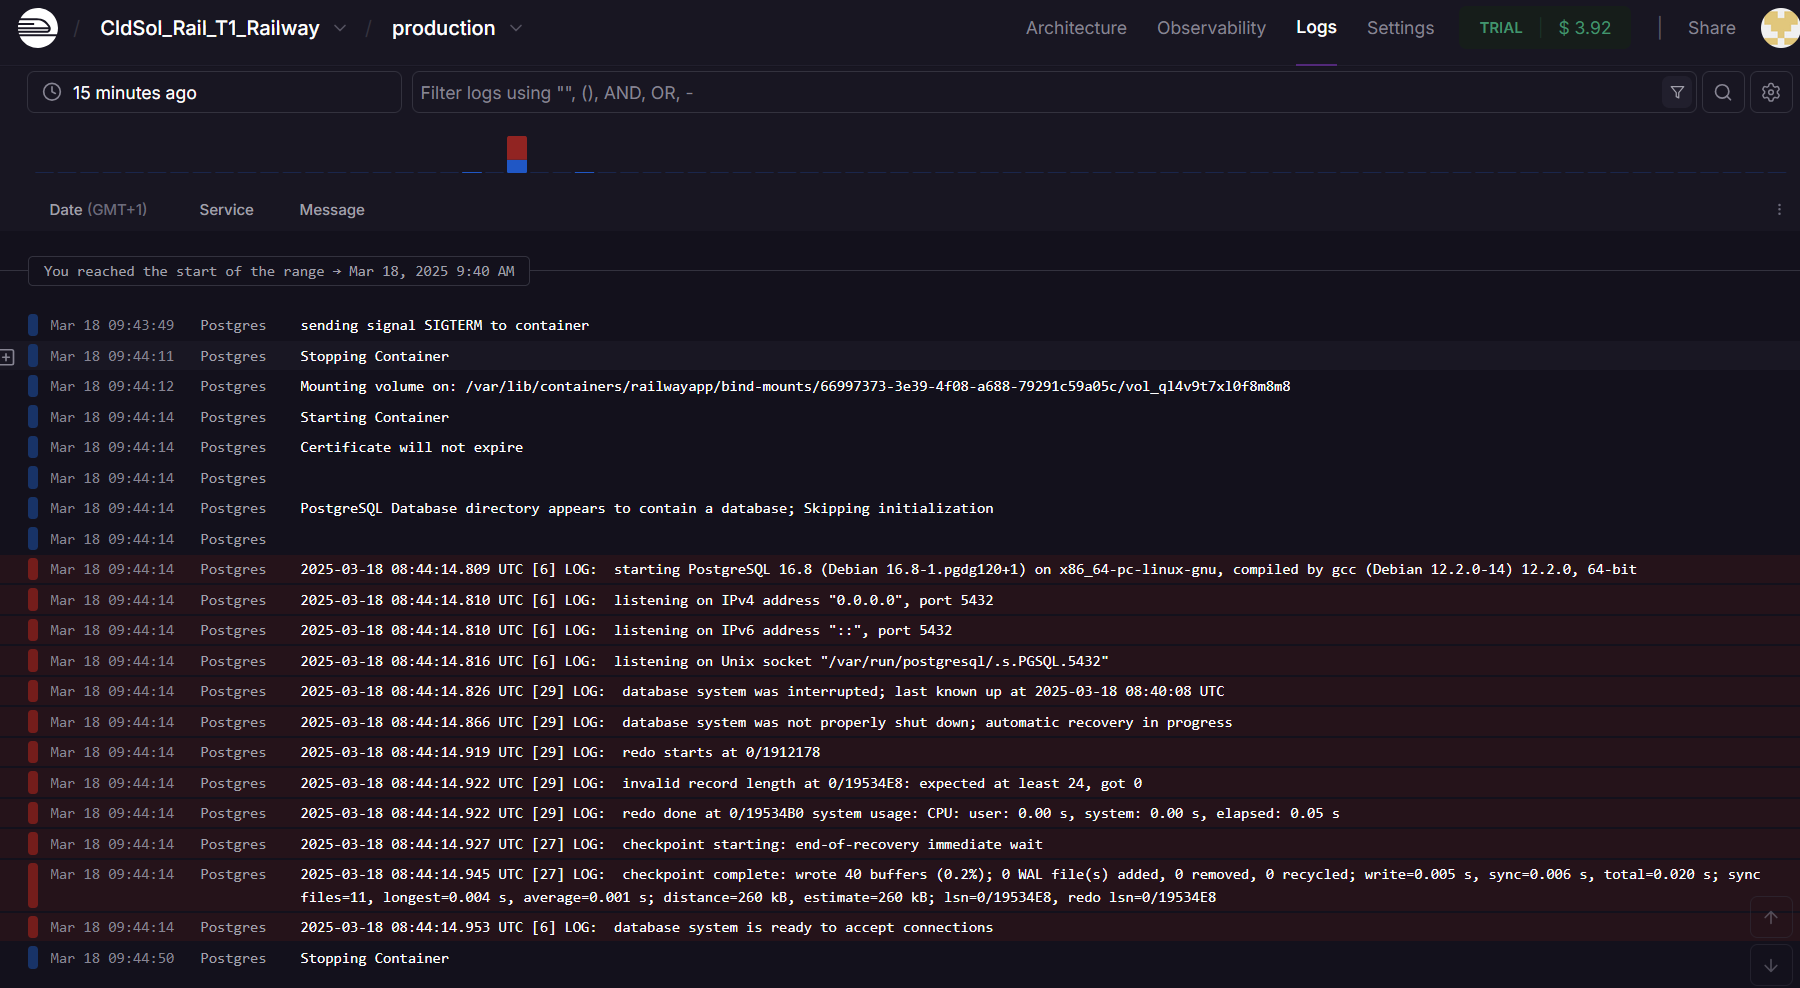 / CldSol_Rail_T1_Railway / production Architecture Observability Logs Settings TRIAL $ 3.92 | Share
15 minutes ago Filter logs using "", (), AND, OR, -
Date (GMT+1) Service Message
You reached the start of the range → Mar 18, 2025 9:40 AM
Mar 18 09:43:49 Postgres sending signal SIGTERM to container
Mar 18 09:44:11 Postgres Stopping Container
Mar 18 09:44:12 Postgres Mounting volume on: /var/lib/containers/railwayapp/bind-mounts/66997373-3e39-4f08-a688-79291c59a05c/vol_ql4v9t7xl0f8m8m8
Mar 18 09:44:14 Postgres Starting Container
Mar 18 09:44:14 Postgres Certificate will not expire
Mar 18 09:44:14 Postgres
Mar 18 09:44:14 Postgres PostgreSQL Database directory appears to contain a database; Skipping initialization
Mar 18 09:44:14 Postgres
Mar 18 09:44:14 Postgres 2025-03-18 08:44:14.809 UTC [6] LOG:  starting PostgreSQL 16.8 (Debian 16.8-1.pgdg120+1) on x86_64-pc-linux-gnu, compiled by gcc (Debian 12.2.0-14) 12.2.0, 64-bit
Mar 18 09:44:14 Postgres 2025-03-18 08:44:14.810 UTC [6] LOG:  listening on IPv4 address "0.0.0.0", port 5432
Mar 18 09:44:14 Postgres 2025-03-18 08:44:14.810 UTC [6] LOG:  listening on IPv6 address "::", port 5432
Mar 18 09:44:14 Postgres 2025-03-18 08:44:14.816 UTC [6] LOG:  listening on Unix socket "/var/run/postgresql/.s.PGSQL.5432"
Mar 18 09:44:14 Postgres 2025-03-18 08:44:14.826 UTC [29] LOG:  database system was interrupted; last known up at 2025-03-18 08:40:08 UTC
Mar 18 09:44:14 Postgres 2025-03-18 08:44:14.866 UTC [29] LOG:  database system was not properly shut down; automatic recovery in progress
Mar 18 09:44:14 Postgres 2025-03-18 08:44:14.919 UTC [29] LOG:  redo starts at 0/1912178
Mar 18 09:44:14 Postgres 2025-03-18 08:44:14.922 UTC [29] LOG:  invalid record length at 0/19534E8: expected at least 24, got 0
Mar 18 09:44:14 Postgres 2025-03-18 08:44:14.922 UTC [29] LOG:  redo done at 0/19534B0 system usage: CPU: user: 0.00 s, system: 0.00 s, elapsed: 0.05 s
Mar 18 09:44:14 Postgres 2025-03-18 08:44:14.927 UTC [27] LOG:  checkpoint starting: end-of-recovery immediate wait
Mar 18 09:44:14 Postgres 2025-03-18 08:44:14.945 UTC [27] LOG:  checkpoint complete: wrote 40 buffers (0.2%); 0 WAL file(s) added, 0 removed, 0 recycled; write=0.005 s, sync=0.006 s, total=0.020 s; sync
files=11, longest=0.004 s, average=0.001 s; distance=260 kB, estimate=260 kB; lsn=0/19534E8, redo lsn=0/19534E8
Mar 18 09:44:14 Postgres 2025-03-18 08:44:14.953 UTC [6] LOG:  database system is ready to accept connections
Mar 18 09:44:50 Postgres Stopping Container